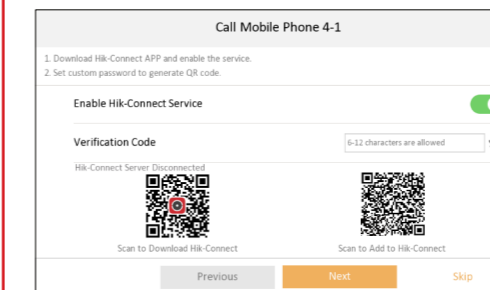 Call Mobile Phone 4-1
1. Download Hik-Connect APP and enable the service.
2. Set custom password to generate QR code.
Enable Hik-Connect Service
Verification Code
6-12 characters are allowed
Hik-Connect Server Disconnected
Scan to Download Hik-Connect
Scan to Add to Hik-Connect
Previous
Next
Skip